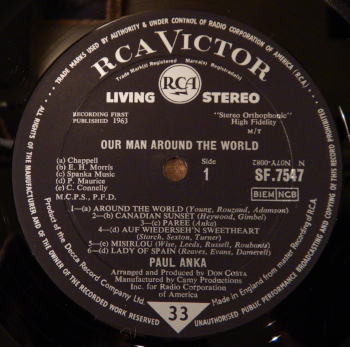 TRADE MARKS USED BY AUTHORITY & UNDER CONTROL OF RADIO CORPORATION OF AMERICA (R.C.A.)
RCA VICTOR
Trade Mark(s) Registered Marca(s) Registrada(s)
RCA
LIVING STEREO
RECORDING FIRST
PUBLISHED 1963
"Stereo Orthophonic"
High Fidelity
M/T
OUR MAN AROUND THE WORLD
(a) Chappell
(b) E. H. Morris
(c) Spanka Music
(d) P. Maurice
(e) C. Connelly
M.C.P.S., P.F.D.
Side
1
SF.7547
BIEM NCB
1—(a) AROUND THE WORLD (Young, Rouzaud, Adamson)
2—(b) CANADIAN SUNSET (Heywood, Gimbel)
3—(c) PAREE (Anka)
4—(d) AUF WIEDERSEH'N SWEETHEART
(Storch, Sexton, Turner)
5—(e) MISIRLOU (Wise, Leeds, Russell, Roubanis)
6—(d) LADY OF SPAIN (Reaves, Evans, Damerell)
PAUL ANKA
Arranged and Produced by DON COSTA
Manufactured by Camy Productions
Inc. for Radio Corporation
of America
ALL RIGHTS OF THE MANUFACTURER AND OF THE OWNER OF THE RECORDED WORK RESERVED
Product of The Decca Record Company Ltd
33
Made in England from master Recording of R.C.A.
UNAUTHORISED PUBLIC PERFORMANCE BROADCASTING AND COPYING OF THIS RECORD